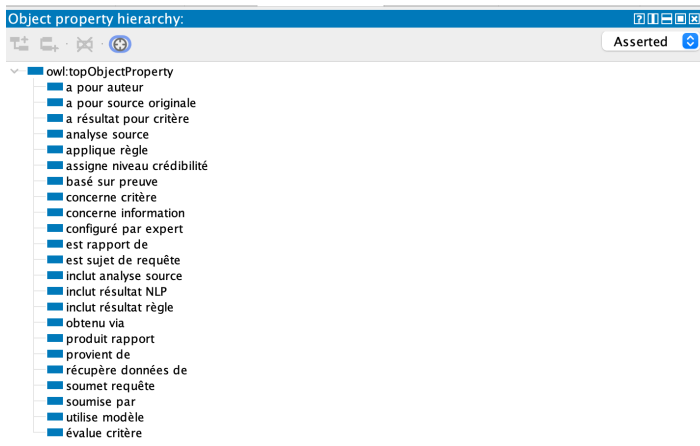 Object property hierarchy:
Asserted
owl:topObjectProperty
a pour auteur
a pour source originale
a résultat pour critère
analyse source
applique règle
assigne niveau crédibilité
basé sur preuve
concerne critère
concerne information
configuré par expert
est rapport de
est sujet de requête
inclut analyse source
inclut résultat NLP
inclut résultat règle
obtenu via
produit rapport
provient de
récupère données de
soumet requête
soumise par
utilise modèle
évalue critère